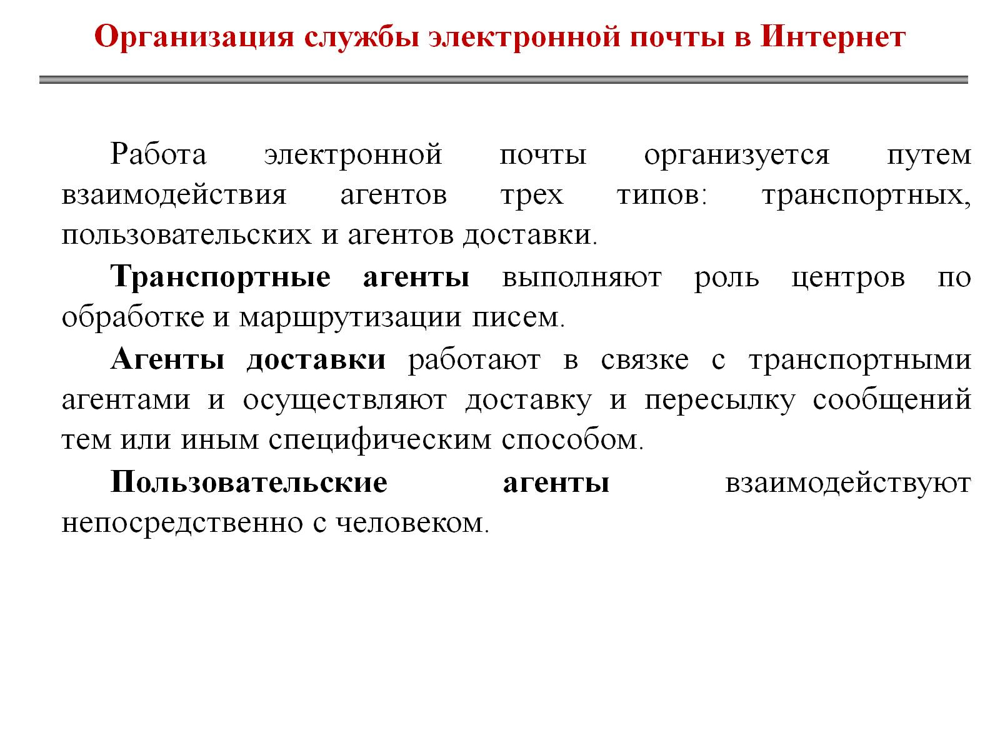 Организация службы электронной почты в Интернет
Работа электронной почты организуется путем
взаимодействия агентов трех типов: транспортных,
пользовательских и агентов доставки.
Транспортные агенты выполняют роль центров по
обработке и маршрутизации писем.
Агенты доставки работают в связке с транспортными
агентами и осуществляют доставку и пересылку сообщений
тем или иным специфическим способом.
Пользовательские агенты взаимодействуют
непосредственно с человеком.